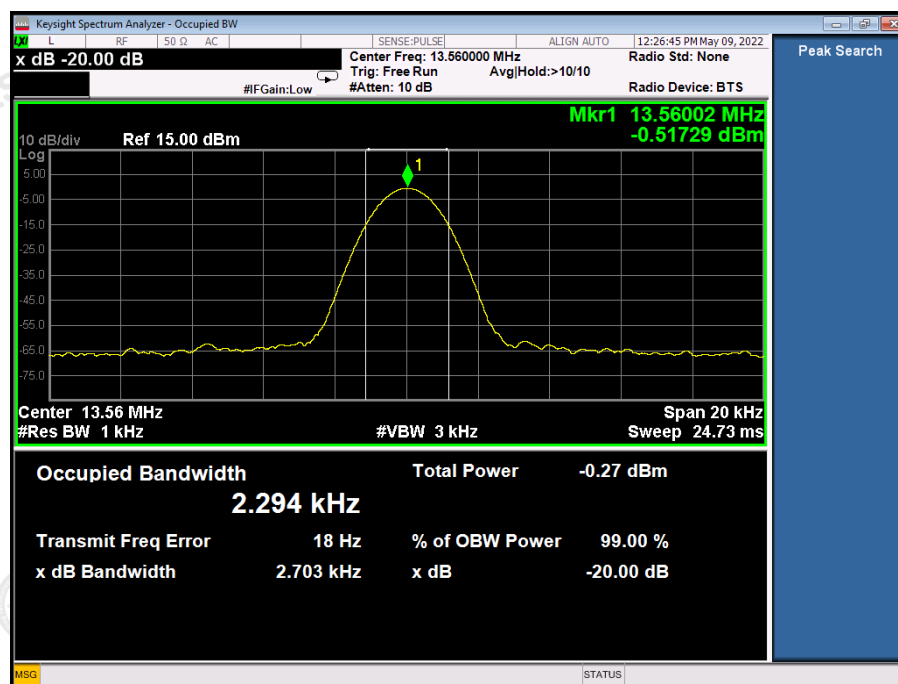 Keysight Spectrum Analyzer - Occupied BW
LXI L RF 50 Ω AC SENSE:PULSE ALIGN AUTO 12:26:45 PM May 09, 2022
x dB -20.00 dB
Center Freq: 13.560000 MHz
Radio Std: None
Trig: Free Run Avg|Hold:>10/10
#IFGain:Low #Atten: 10 dB Radio Device: BTS
Peak Search
Mkr1 13.56002 MHz
-0.51729 dBm
10 dB/div Ref 15.00 dBm
Log
1
5.00
-5.00
-15.0
-25.0
-35.0
-45.0
-55.0
-65.0
-75.0
Center 13.56 MHz Span 20 kHz
#Res BW 1 kHz #VBW 3 kHz Sweep 24.73 ms
Occupied Bandwidth Total Power -0.27 dBm
2.294 kHz
Transmit Freq Error 18 Hz % of OBW Power 99.00 %
x dB Bandwidth 2.703 kHz x dB -20.00 dB
MSG STATUS